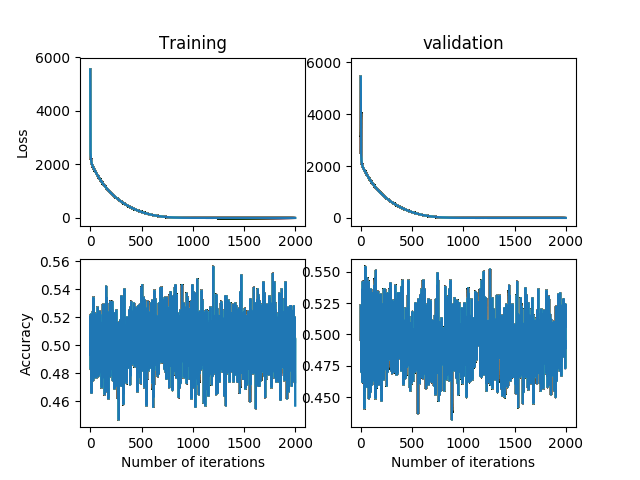 Training
validation
Loss
6000
4000
2000
0
0 500 1000 1500 2000
6000
4000
2000
0
0 500 1000 1500 2000
Accuracy
0.56
0.54
0.52
0.50
0.48
0.46
0 500 1000 1500 2000
Number of iterations
0.550
0.525
0.500
0.475
0.450
0 500 1000 1500 2000
Number of iterations